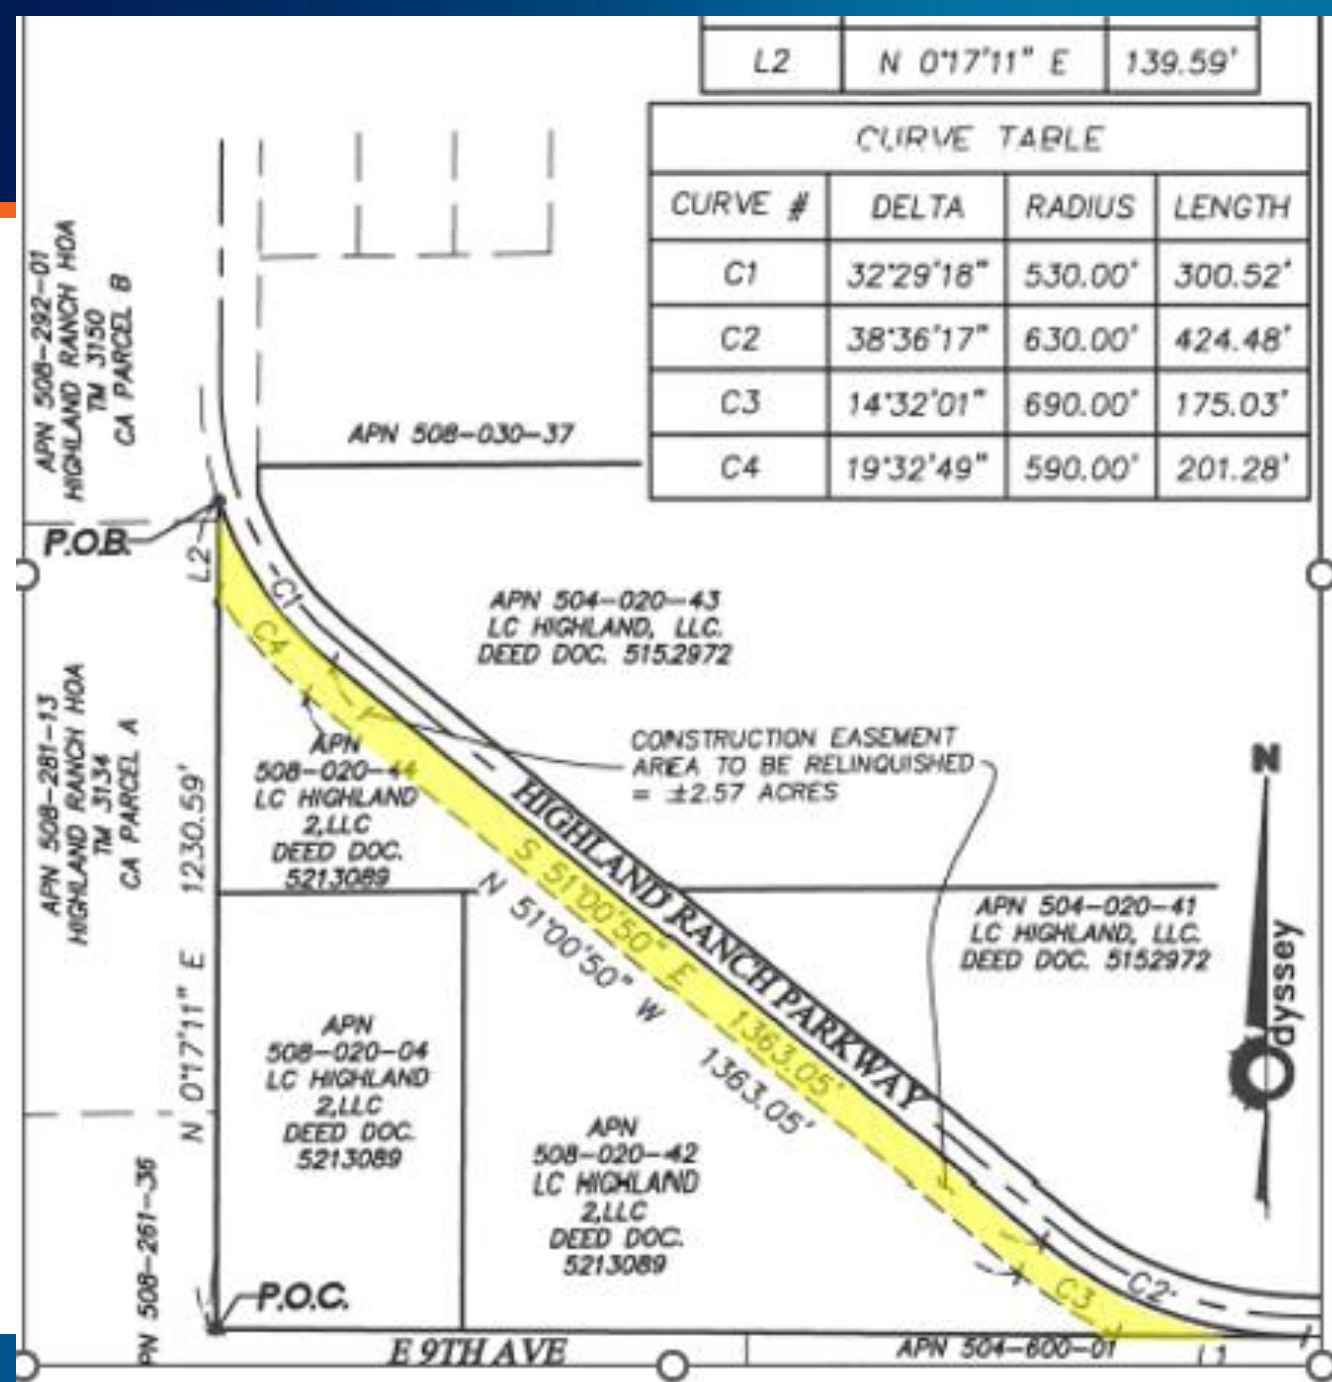 L2 N 0°17'11" E 139.59'
CURVE TABLE
CURVE # DELTA RADIUS LENGTH
C1 32°29'18" 530.00' 300.52'
C2 38°36'17" 630.00' 424.48'
C3 14°32'01" 690.00' 175.03'
C4 19°32'49" 590.00' 201.28'
APN 508-292-01
HIGHLAND RANCH HOA
TM 3150
CA PARCEL B
APN 508-030-37
P.O.B.
L2
C1
C4
APN 504-020-43
LC HIGHLAND, LLC.
DEED DOC. 5152972
APN 508-281-13
HIGHLAND RANCH HOA
TM 3134
CA PARCEL A
N 0°17'11" E 1230.59'
APN
508-020-44
LC HIGHLAND
2,LLC
DEED DOC.
5213089
CONSTRUCTION EASEMENT
AREA TO BE RELINQUISHED
= ±2.57 ACRES
N
HIGHLAND RANCH PARKWAY
S 51°00'50" E 1363.05'
N 51°00'50" W 1363.05'
APN 504-020-41
LC HIGHLAND, LLC.
DEED DOC. 5152972
dyssey
APN
508-020-04
LC HIGHLAND
2,LLC
DEED DOC.
5213089
APN
508-020-42
LC HIGHLAND
2,LLC
DEED DOC.
5213089
PN 508-261-36
P.O.C.
C3
C2
E 9TH AVE
APN 504-600-01
L1